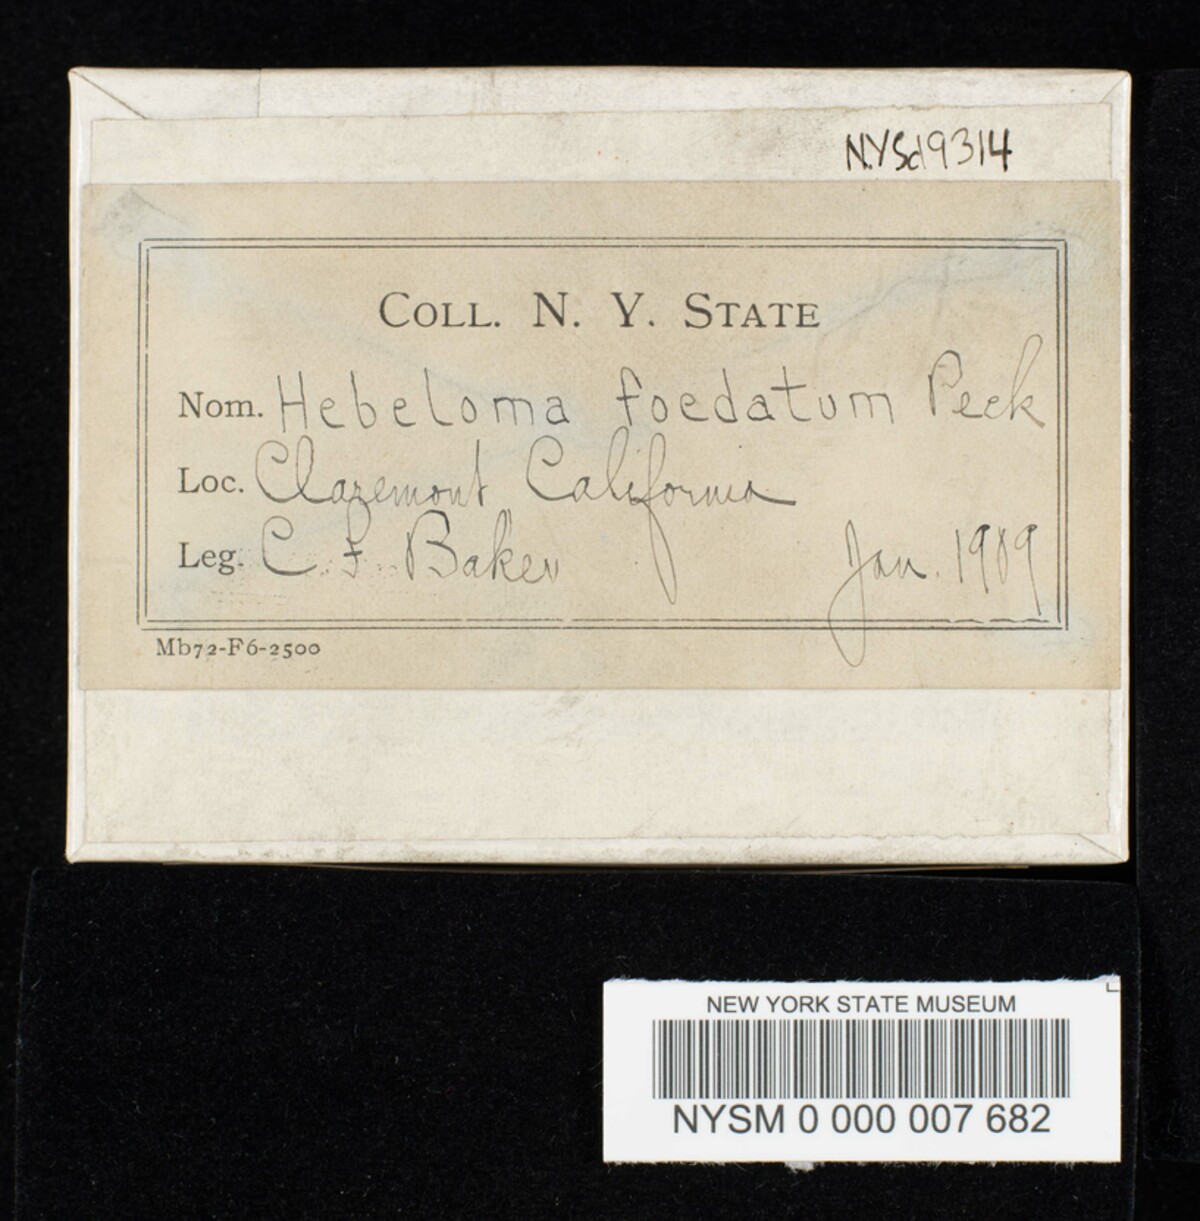 NYSd9314
COLL. N. Y. STATE
Nom. Hebeloma foedatum Peck
Loc. Claremont California
Leg. C. F. Baker Jan. 1909
Mb72-F6-2500
NEW YORK STATE MUSEUM
NYSM 0 000 007 682